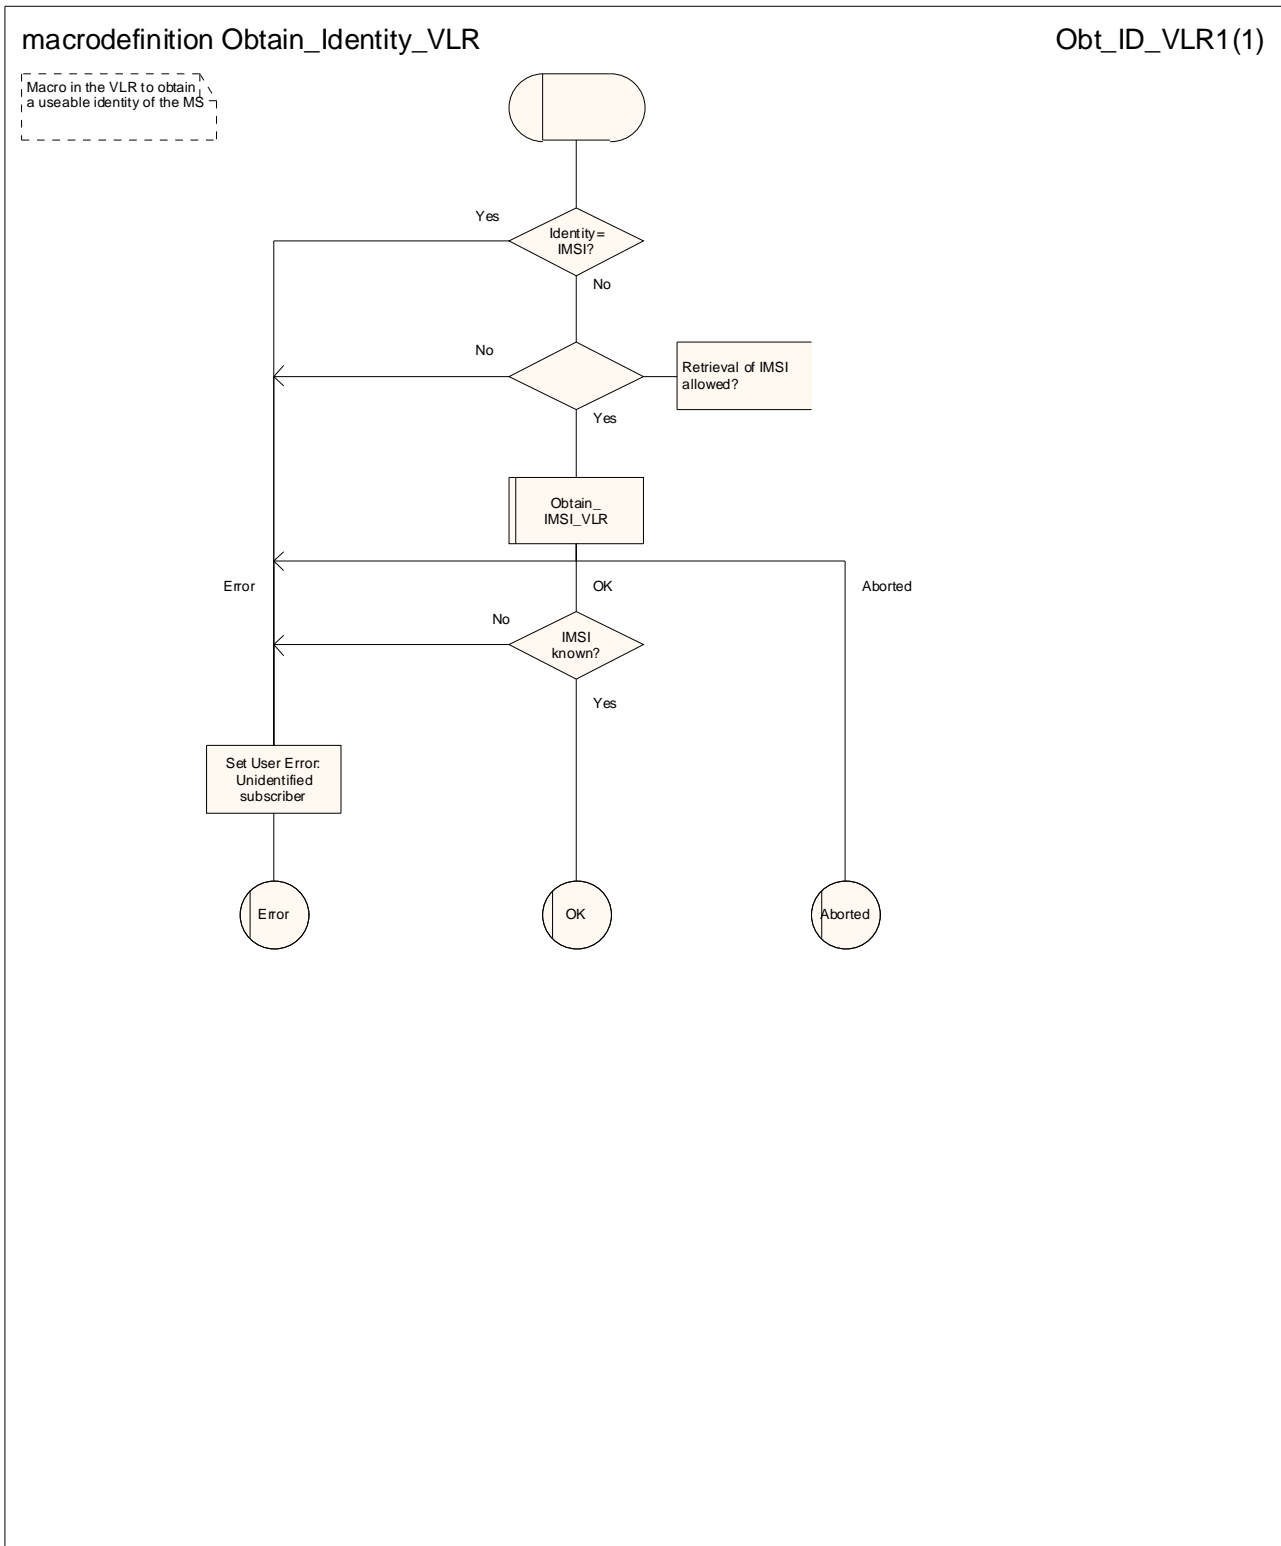 macrodefinition Obtain_Identity_VLR
Obt_ID_VLR1(1)
Macro in the VLR to obtain
a useable identity of the MS
Yes
Identity=
IMSI?
No
No
Retrieval of IMSI
allowed?
Yes
Obtain_
IMSI_VLR
Error
OK
Aborted
No
IMSI
known?
Yes
Set User Error:
Unidentified
subscriber
Error
OK
Aborted